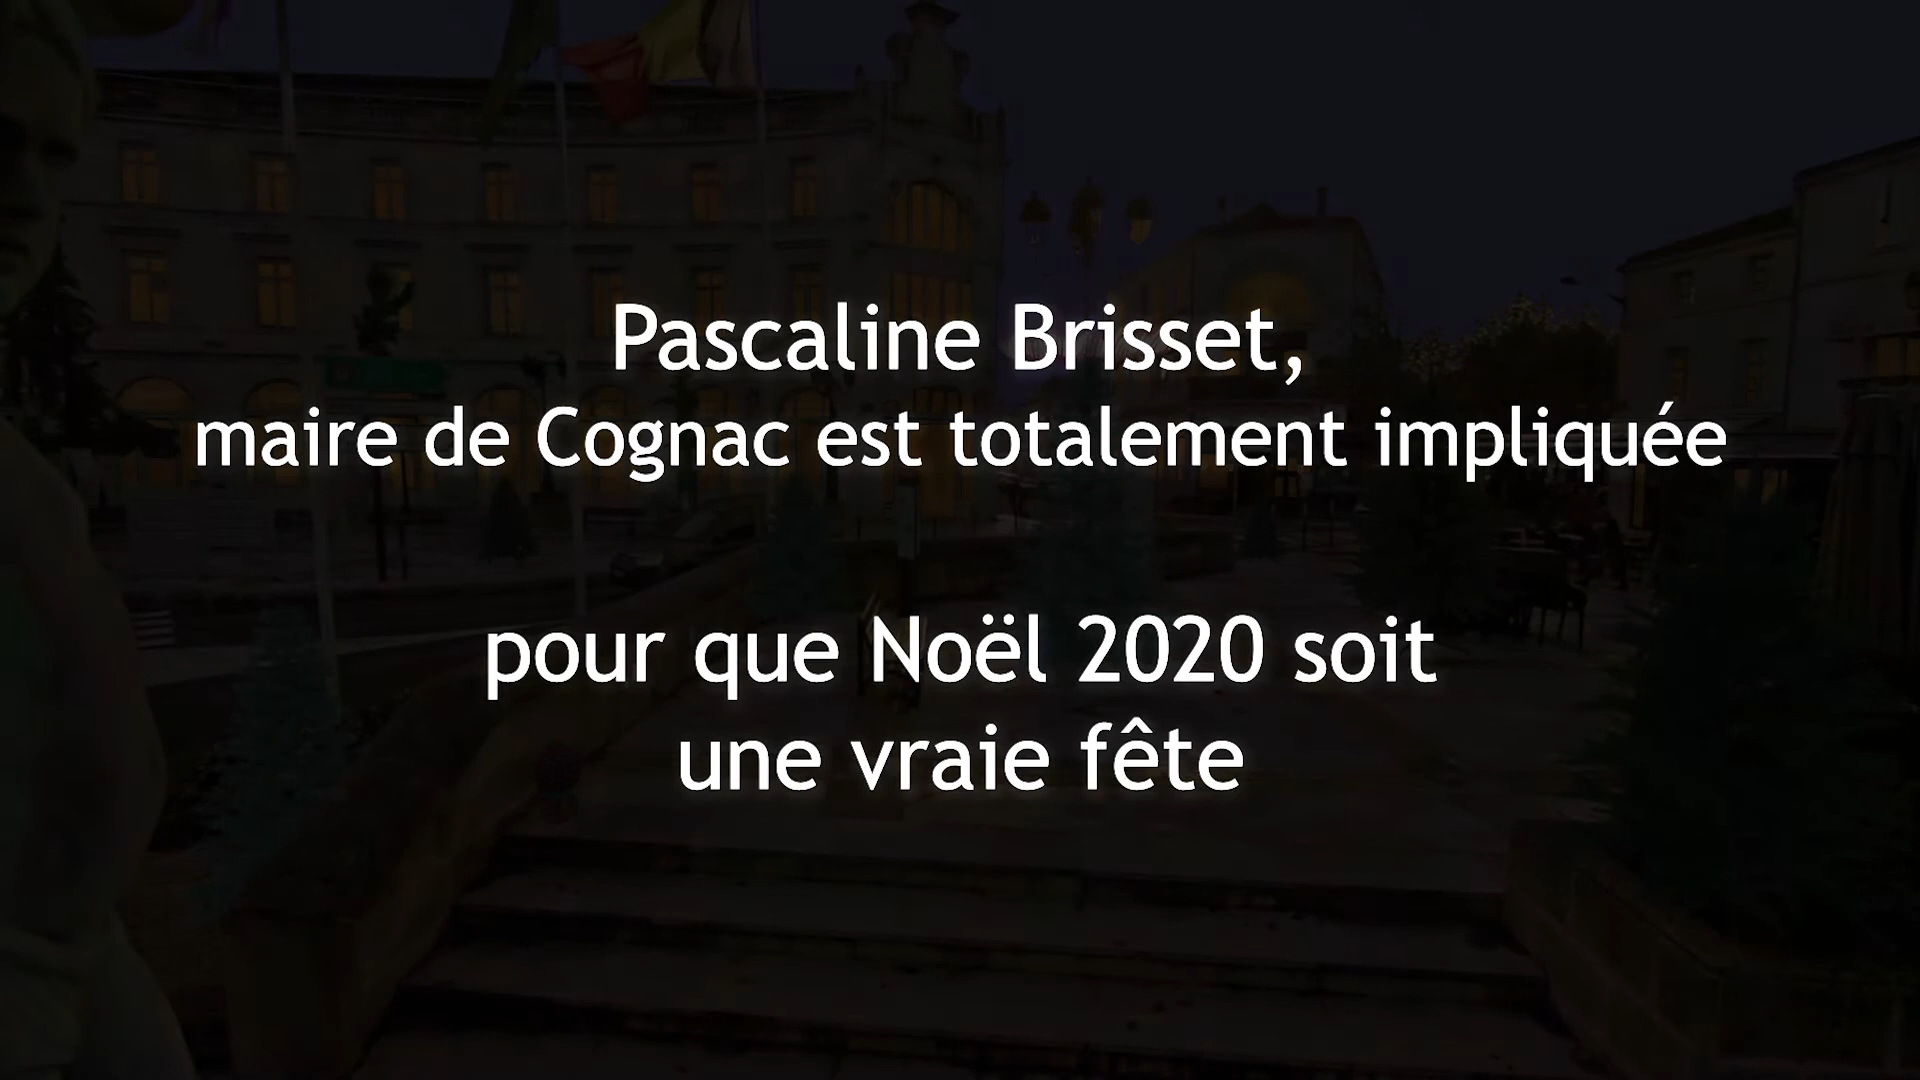 Pascaline Brisset,
maire de Cognac est totalement impliquée
pour que Noël 2020 soit
une vraie fête